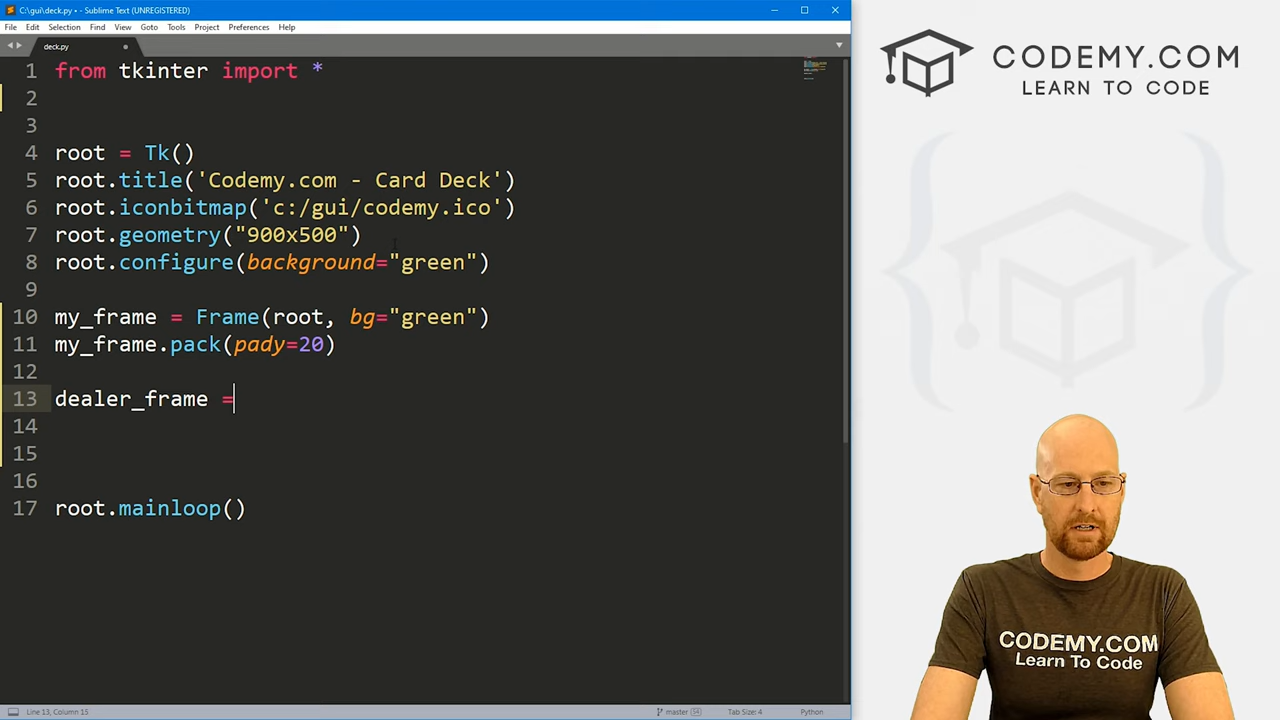 C:\gui\deck.py • - Sublime Text (UNREGISTERED)
File Edit Selection Find View Goto Tools Project Preferences Help
deck.py
1 from tkinter import *
2
3
4 root = Tk()
5 root.title('Codemy.com - Card Deck')
6 root.iconbitmap('c:/gui/codemy.ico')
7 root.geometry("900x500")
8 root.configure(background="green")
9
10 my_frame = Frame(root, bg="green")
11 my_frame.pack(pady=20)
12
13 dealer_frame =
14
15
16
17 root.mainloop()
Line 13, Column 15 master Tab Size: 4 Python
CODEMY.COM
LEARN TO CODE
CODEMY.COM
Learn To Code